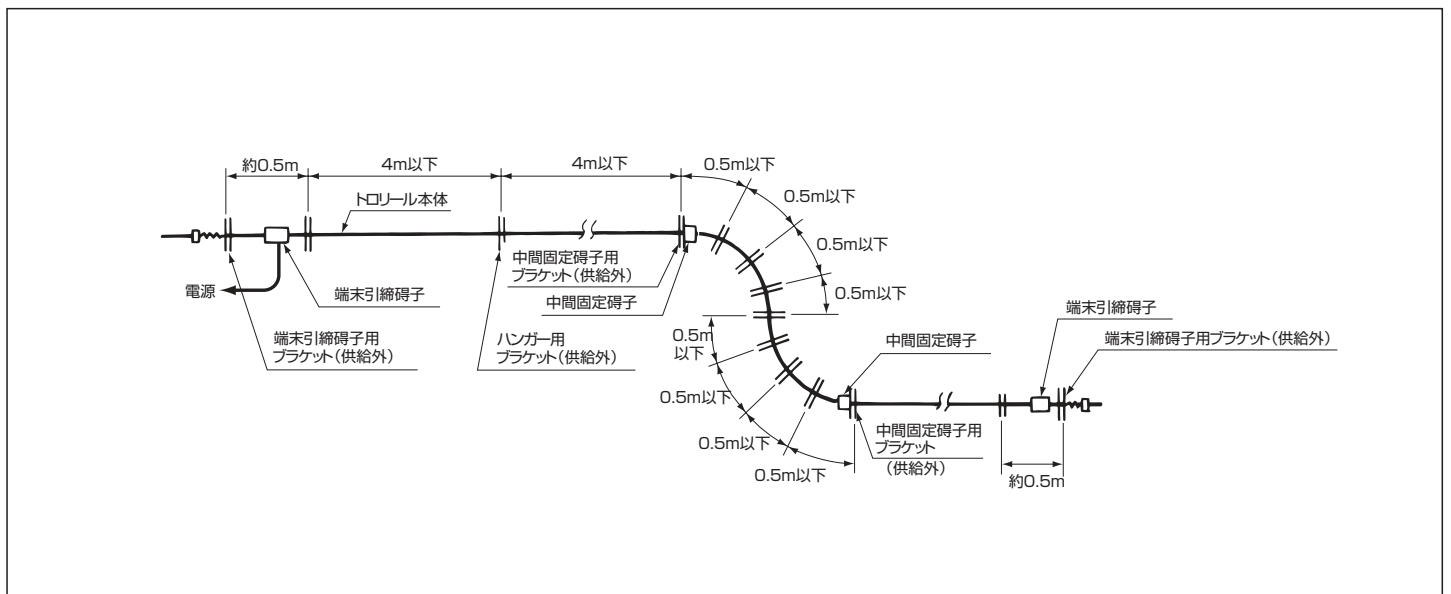 約0.5m
4m以下
4m以下
0.5m以下
0.5m以下
0.5m以下
0.5m以下
トロリール本体
電源
端末引締碍子
端末引締碍子用
ブラケット(供給外)
ハンガー用
ブラケット(供給外)
中間固定碍子用
ブラケット(供給外)
中間固定碍子
0.5m
以下
0.5m以下
0.5m以下
0.5m以下
中間固定碍子
中間固定碍子用
ブラケット
(供給外)
端末引締碍子
端末引締碍子用ブラケット(供給外)
約0.5m